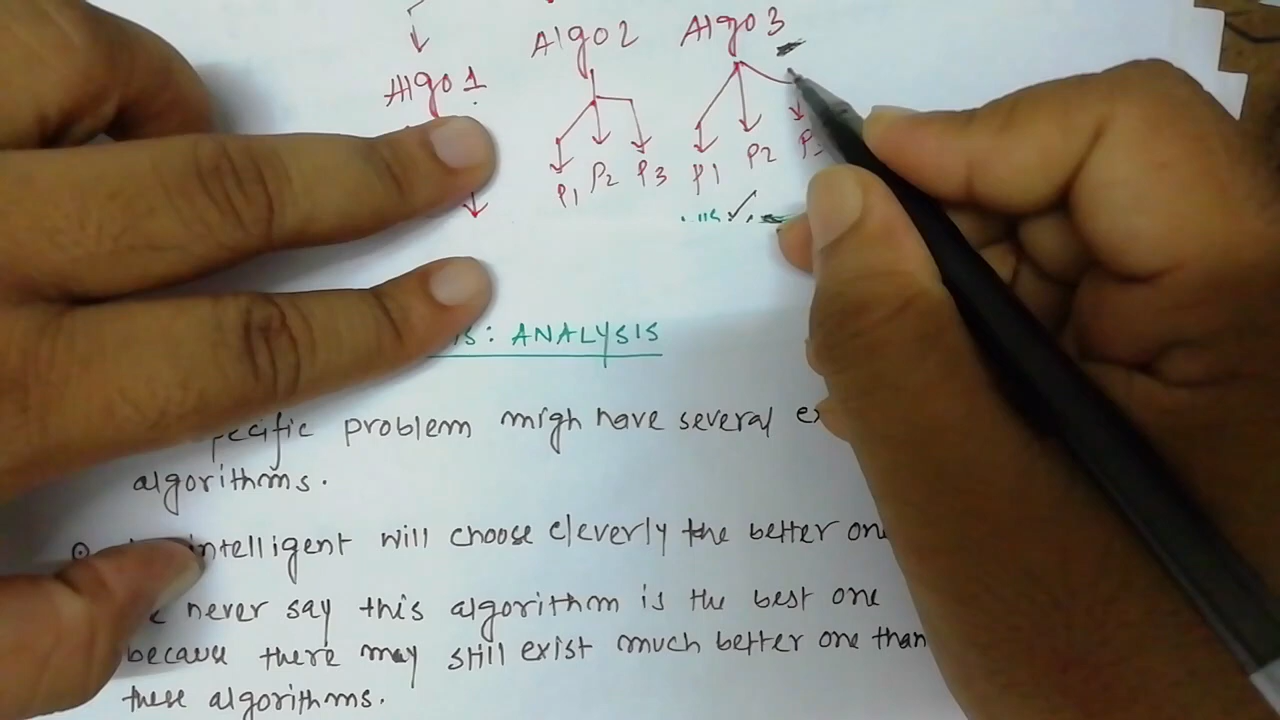 Algo 2 Algo 3
Algo 1
P1 P2 P3 P1 P2
: ANALYSIS
problem migh have several
algorithms.
intelligent will choose cleverly the better
never say this algorithm is the best one
because there may still exist much better one than
these algorithms.